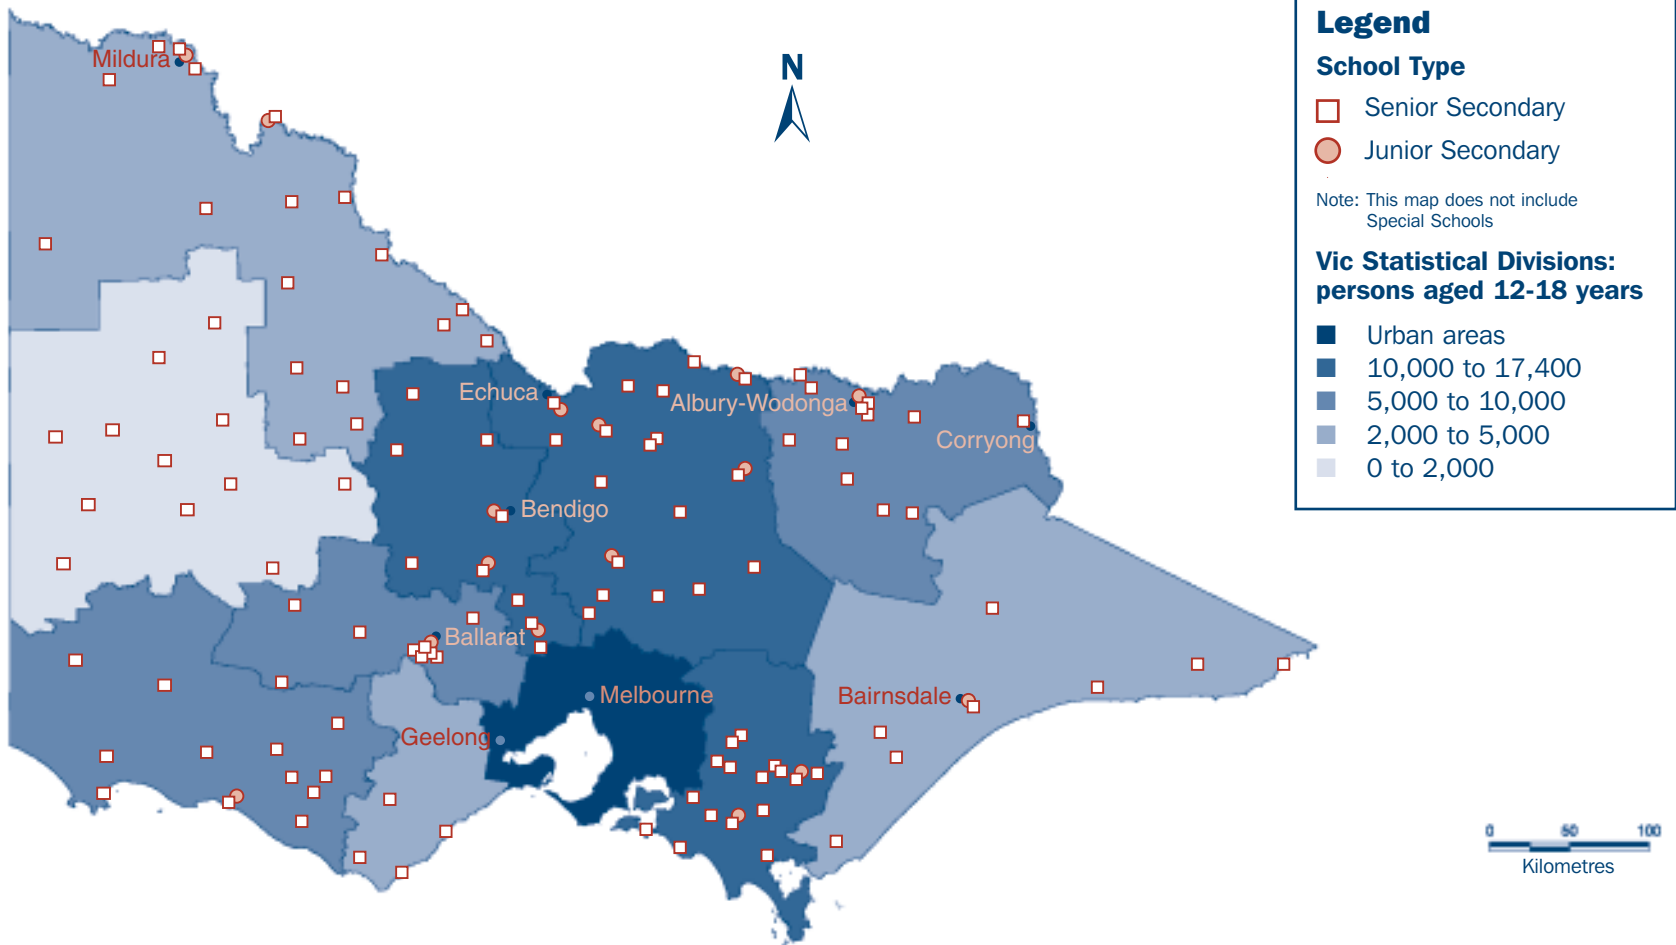 Legend
School Type
Senior Secondary
Junior Secondary
Note: This map does not include
Special Schools
Vic Statistical Divisions:
persons aged 12-18 years
Urban areas
10,000 to 17,400
5,000 to 10,000
2,000 to 5,000
0 to 2,000
N
Mildura
Echuca
Albury-Wodonga
Corryong
Bendigo
Ballarat
Melbourne
Bairnsdale
Geelong
0 50 100
Kilometres